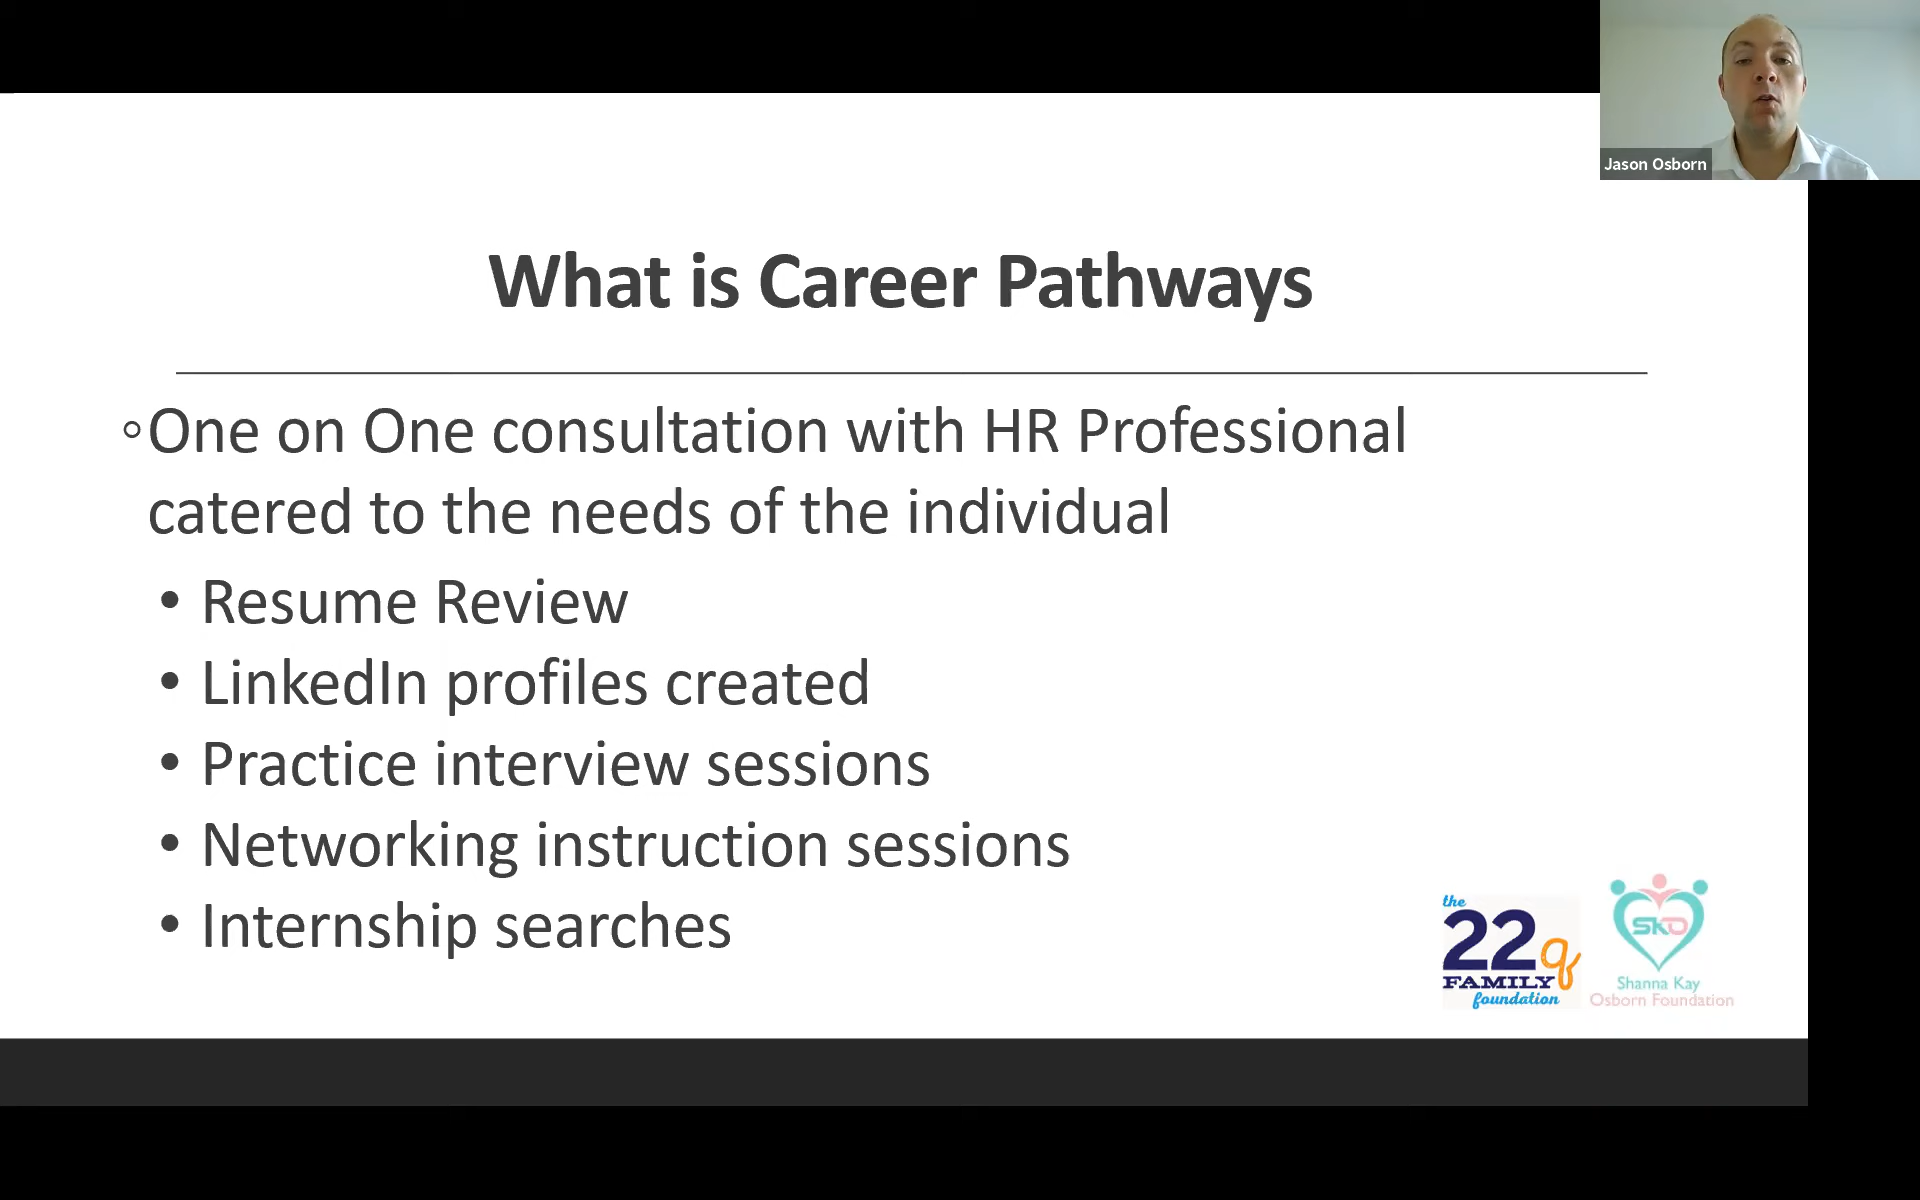 Jason Osborn
What is Career Pathways
◦One on One consultation with HR Professional
catered to the needs of the individual
• Resume Review
• LinkedIn profiles created
• Practice interview sessions
• Networking instruction sessions
• Internship searches
the
22q
FAMILY
foundation
SKO
Shanna Kay
Osborn Foundation